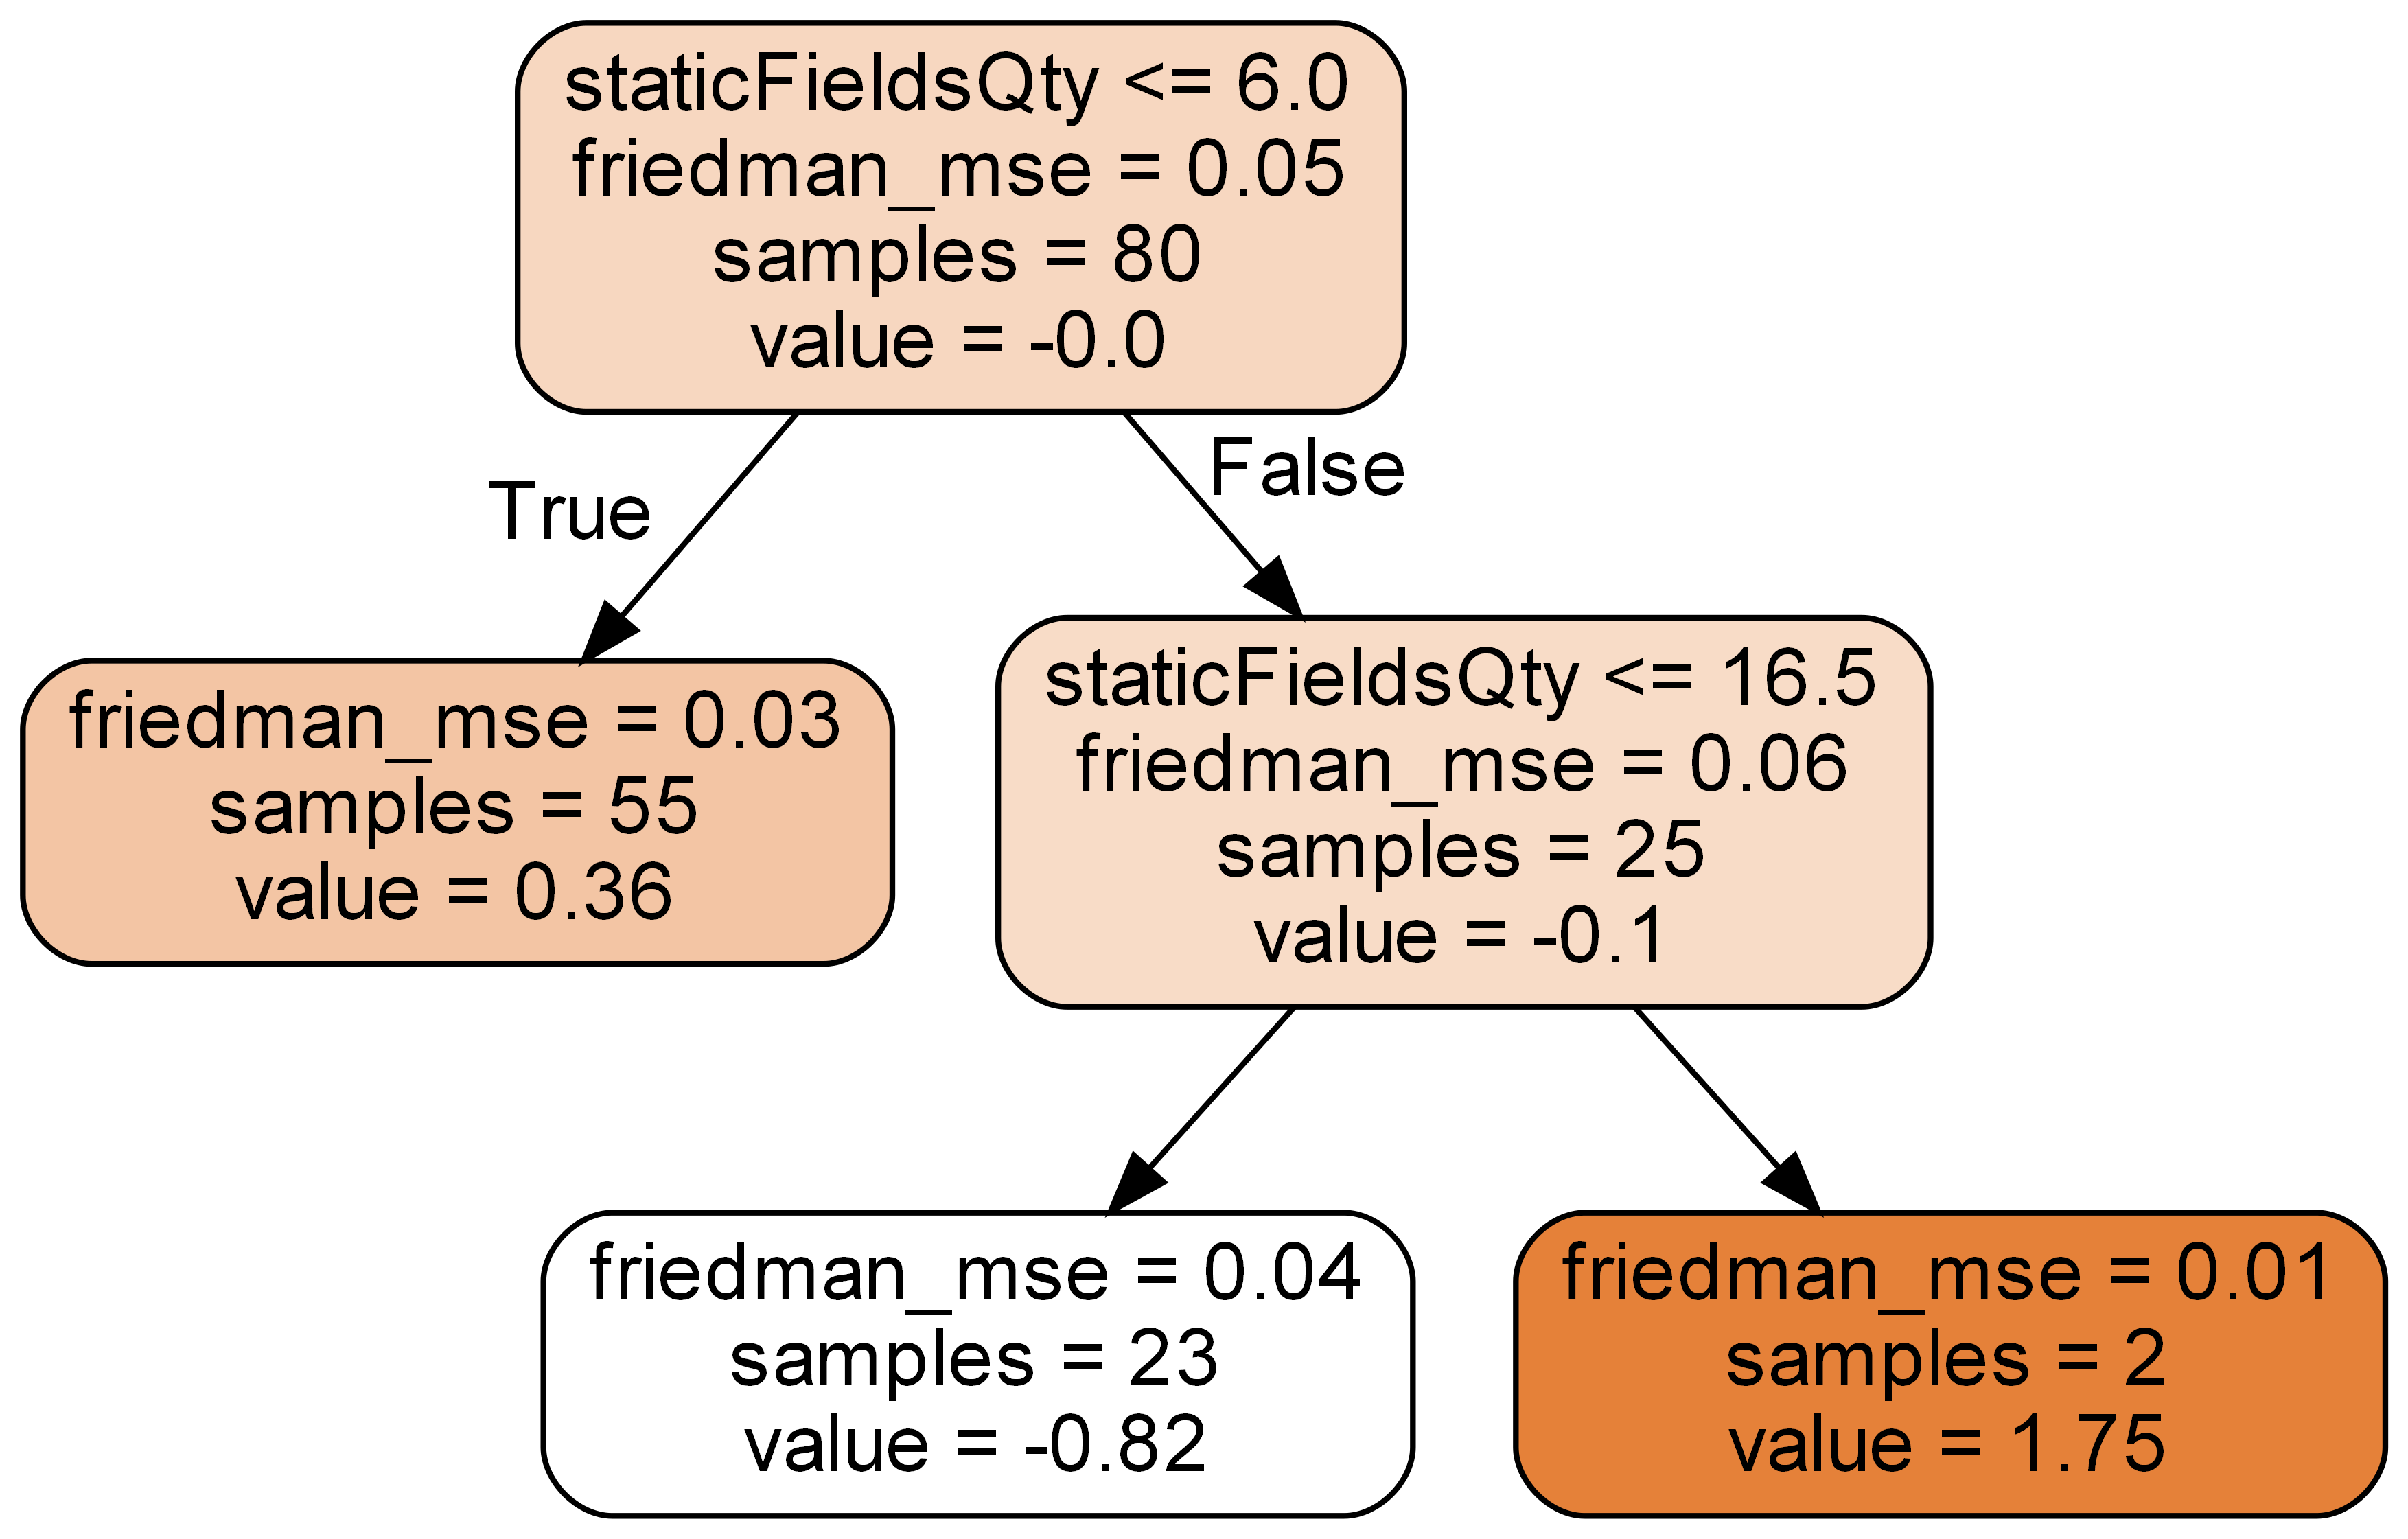 staticFieldsQty <= 6.0
friedman_mse = 0.05
samples = 80
value = -0.0
True
False
friedman_mse = 0.03
samples = 55
value = 0.36
staticFieldsQty <= 16.5
friedman_mse = 0.06
samples = 25
value = -0.1
friedman_mse = 0.04
samples = 23
value = -0.82
friedman_mse = 0.01
samples = 2
value = 1.75